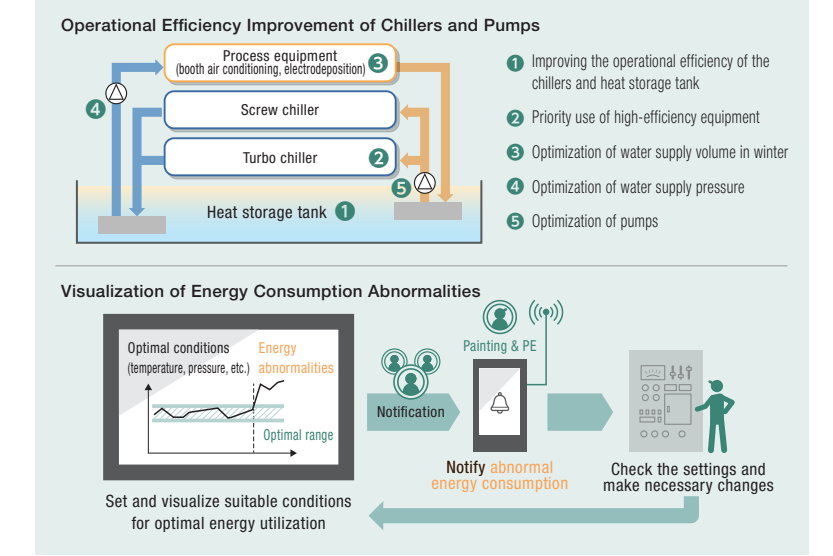 Operational Efficiency Improvement of Chillers and Pumps
Process equipment
(booth air conditioning, electrodeposition) 3
4
Screw chiller
Turbo chiller 2
5
Heat storage tank 1
1 Improving the operational efficiency of the
chillers and heat storage tank
2 Priority use of high-efficiency equipment
3 Optimization of water supply volume in winter
4 Optimization of water supply pressure
5 Optimization of pumps
Visualization of Energy Consumption Abnormalities
Optimal conditions
(temperature, pressure, etc.)
Energy
abnormalities
Optimal range
Set and visualize suitable conditions
for optimal energy utilization
Notification
Painting & PE
Notify abnormal
energy consumption
Check the settings and
make necessary changes